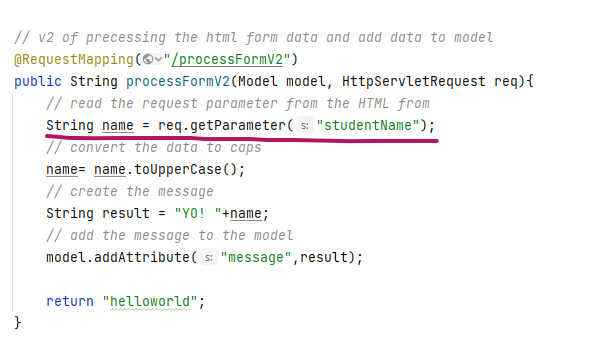 // v2 of precessing the html form data and add data to model
@RequestMapping("/processFormV2")
public String processFormV2(Model model, HttpServletRequest req){
// read the request parameter from the HTML from
String name = req.getParameter( s: "studentName");
// convert the data to caps
name= name.toUpperCase();
// create the message
String result = "YO! "+name;
// add the message to the model
model.addAttribute( s: "message",result);
return "helloworld";
}